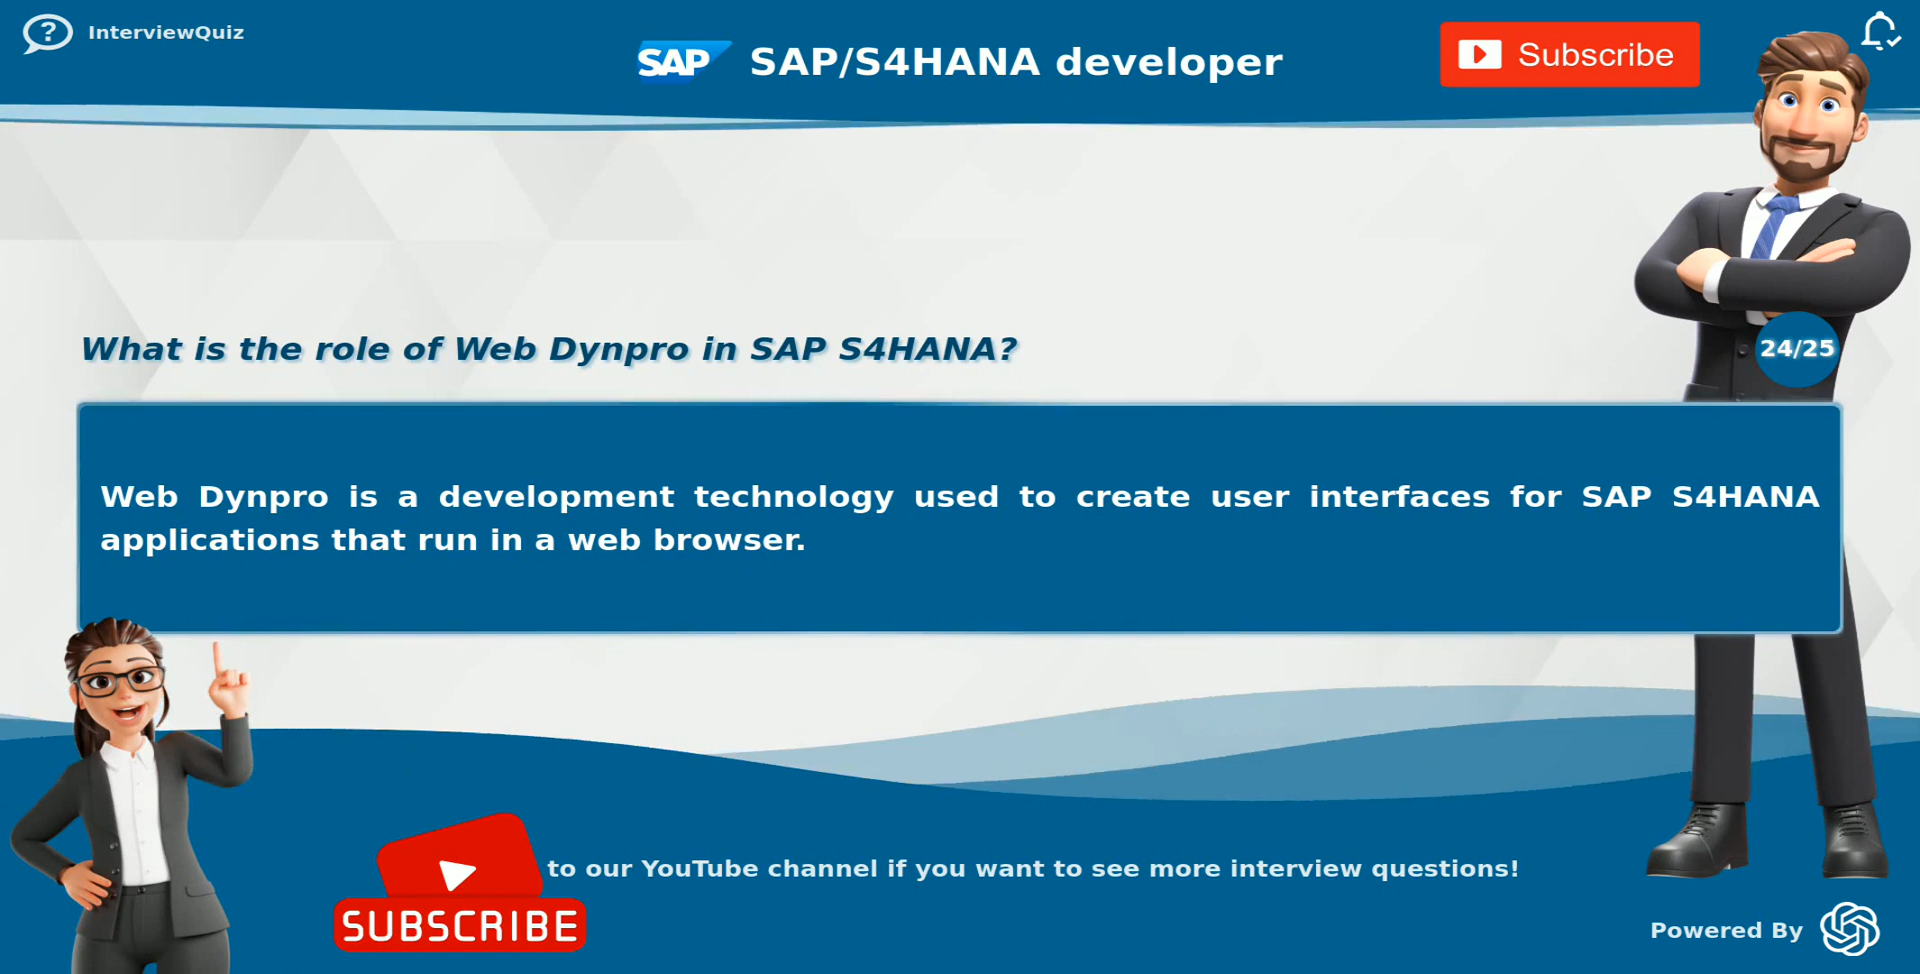 InterviewQuiz
SAP SAP/S4HANA developer
Subscribe
What is the role of Web Dynpro in SAP S4HANA?
24/25
Web Dynpro is a development technology used to create user interfaces for SAP S4HANA
applications that run in a web browser.
to our YouTube channel if you want to see more interview questions!
SUBSCRIBE
Powered By